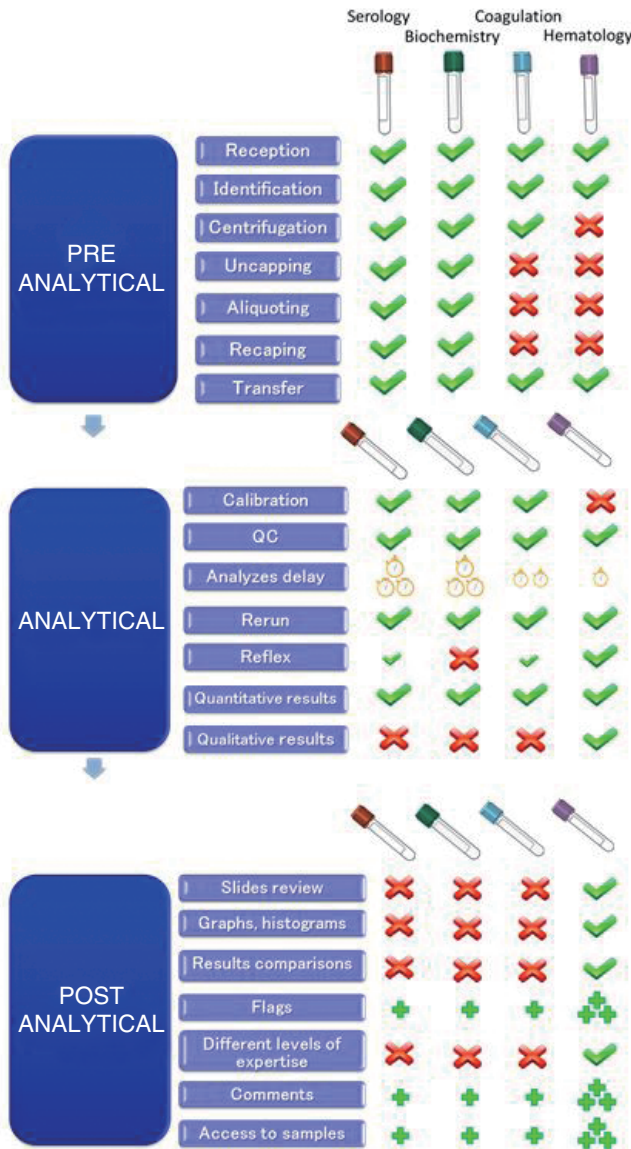 Serology
Coagulation
Biochemistry
Hematology
PRE
ANALYTICAL
Reception
Identification
Centrifugation
Uncapping
Aliquoting
Recaping
Transfer
ANALYTICAL
Calibration
QC
Analyzes delay
Rerun
Reflex
Quantitative results
Qualitative results
POST
ANALYTICAL
Slides review
Graphs, histograms
Results comparisons
Flags
Different levels of
expertise
Comments
Access to samples